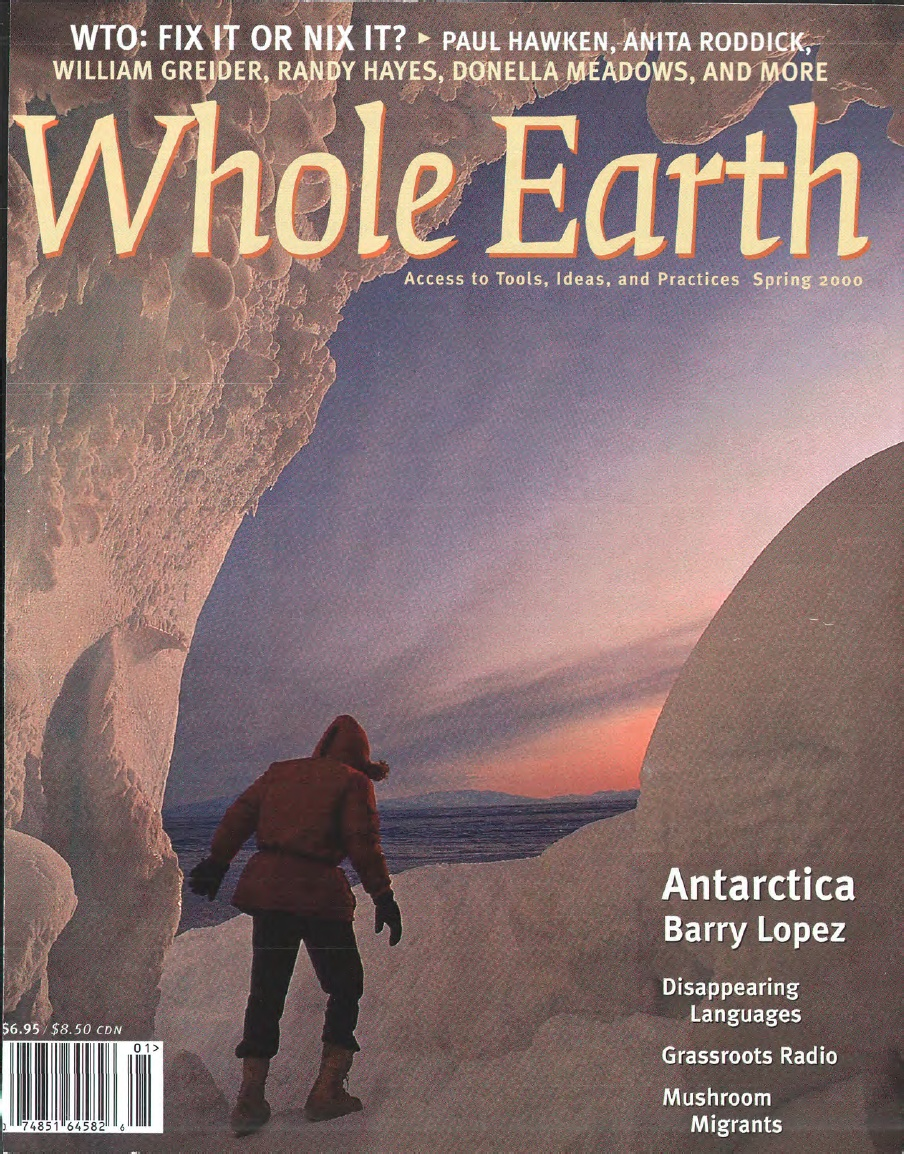 WTO: FIX IT OR NIX IT? ▸ PAUL HAWKEN, ANITA RODDICK,
WILLIAM GREIDER, RANDY HAYES, DONELLA MEADOWS, AND MORE
Whole Earth
Access to Tools, Ideas, and Practices Spring 2000
Antarctica
Barry Lopez
Disappearing
Languages
Grassroots Radio
Mushroom
Migrants
$6.95 / $8.50 CDN
01>
0 74851 64582 6